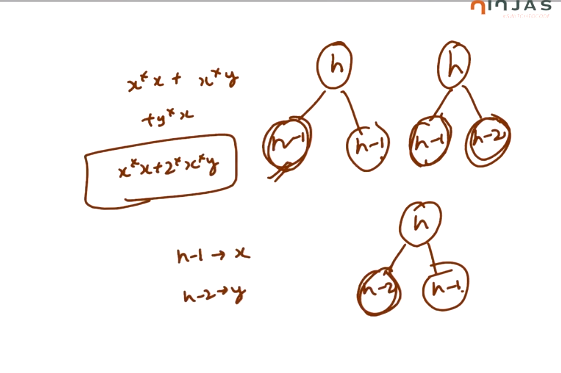 NINJAS
h
h
x*x + x*y
+y*x
h-1
h-1
h-1
h-2
x*x+2*x*y
h
h-1 → x
h-2 → y
h-2
h-1